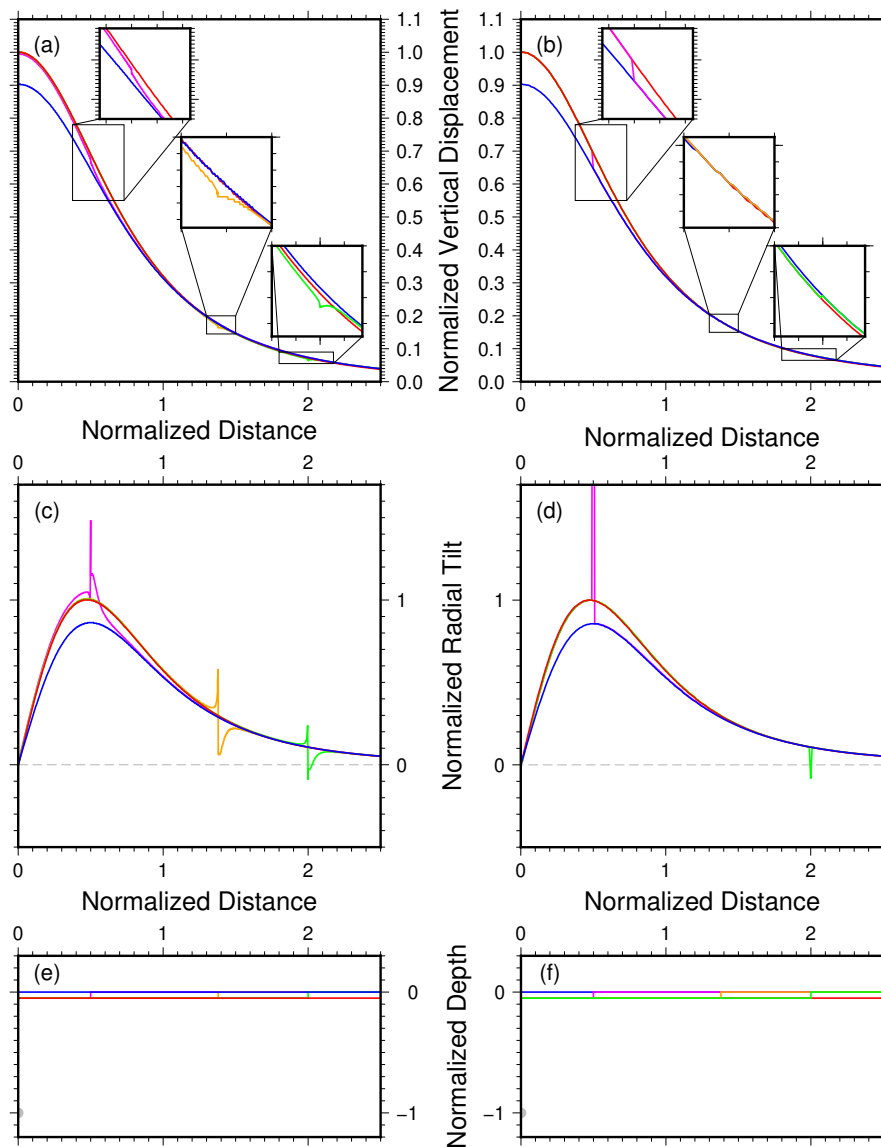 (a)
1.1
1.0
0.9
0.8
0.7
0.6
0.5
0.4
0.3
0.2
0.1
0.0
0 1 2
Normalized Distance
Normalized Vertical Displacement
(b)
1.1
1.0
0.9
0.8
0.7
0.6
0.5
0.4
0.3
0.2
0.1
0.0
0 1 2
Normalized Distance
0 1 2
(c)
1
0
0 1 2
Normalized Distance
Normalized Radial Tilt
0 1 2
(d)
1
0
0 1 2
Normalized Distance
0 1 2
(e)
0
−1
Normalized Depth
0 1 2
(f)
0
−1